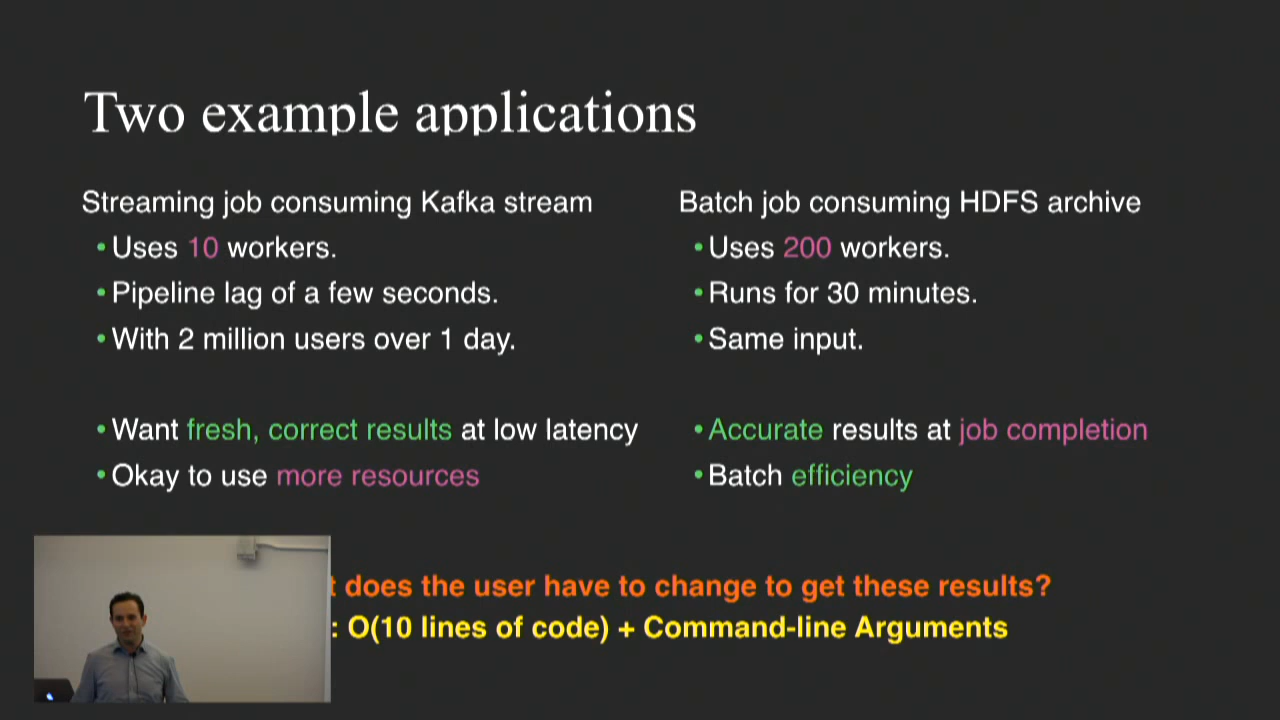 Two example applications
Streaming job consuming Kafka stream
•Uses 10 workers.
•Pipeline lag of a few seconds.
•With 2 million users over 1 day.
•Want fresh, correct results at low latency
•Okay to use more resources
Batch job consuming HDFS archive
•Uses 200 workers.
•Runs for 30 minutes.
•Same input.
•Accurate results at job completion
•Batch efficiency
does the user have to change to get these results?
: O(10 lines of code) + Command-line Arguments